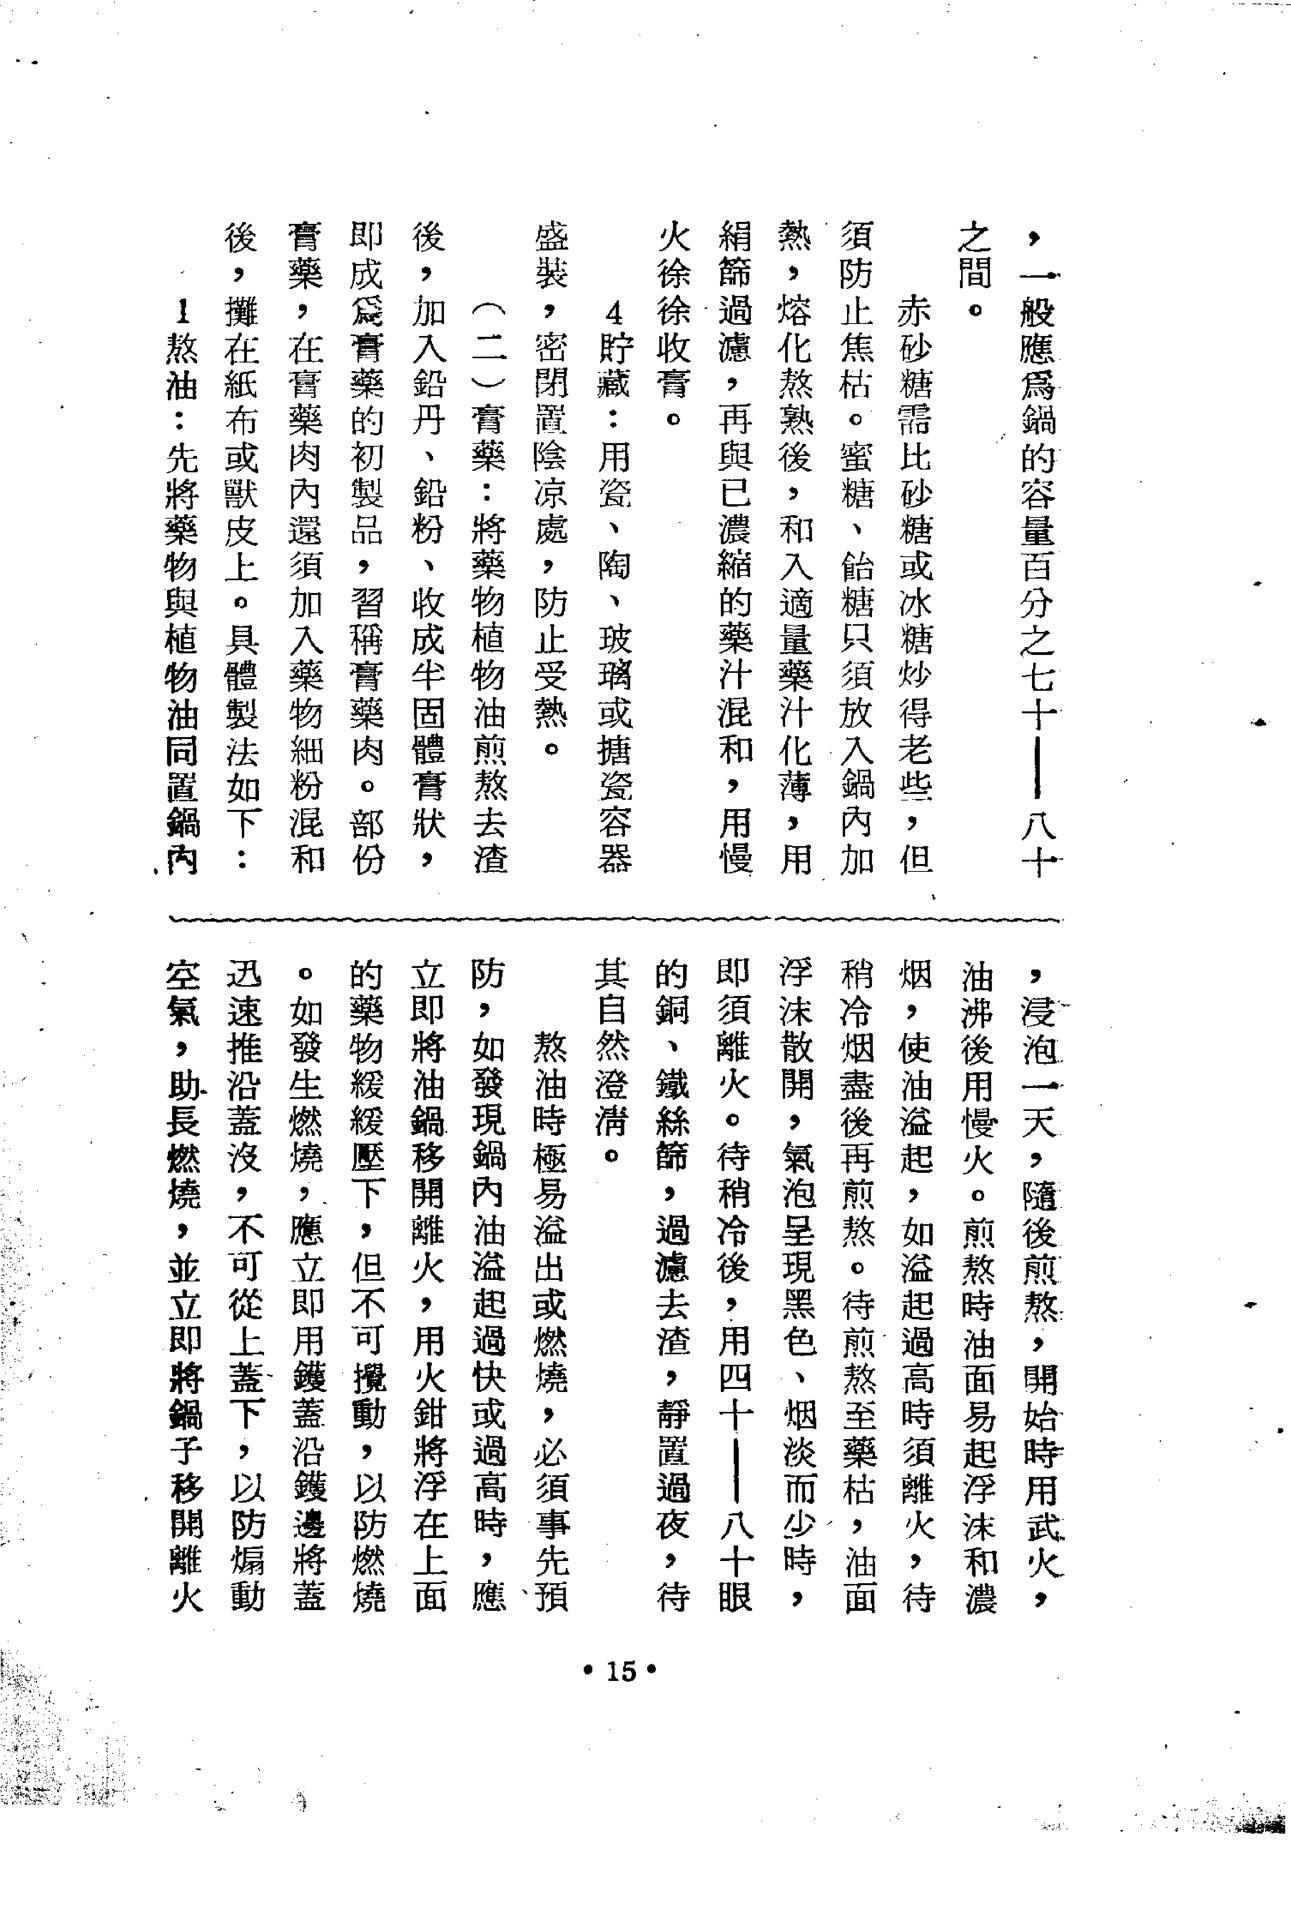 ，一般應爲鍋的容量百分之七十——八十
之間。
赤砂糖需比砂糖或冰糖炒得老些，但
須防止焦枯。蜜糖、飴糖只須放入鍋內加
熱，熔化熬熟後，和入適量藥汁化薄，用
絹篩過濾，再與已濃縮的藥汁混和，用慢
火徐徐收膏。
4貯藏：用瓷、陶、玻璃或搪瓷容器
盛裝，密閉置陰凉處，防止受熱。
（二）膏藥：將藥物植物油煎熬去渣
後，加入鉛丹、鉛粉、收成半固體膏狀，
即成爲膏藥的初製品，習稱膏藥肉。部份
膏藥，在膏藥肉內還須加入藥物細粉混和
後，攤在紙布或獸皮上。具體製法如下：
1熬油：先將藥物與植物油同置鍋內
，浸泡一天，隨後煎熬，開始時用武火，
油沸後用慢火。煎熬時油面易起浮沫和濃
烟，使油溢起，如溢起過高時須離火，待
稍冷烟盡後再煎熬。待煎熬至藥枯，油面
浮沫散開，氣泡呈現黑色、烟淡而少時，
即須離火。待稍冷後，用四十——八十眼
的銅、鐵絲篩，過濾去渣，靜置過夜，待
其自然澄清。
熬油時極易溢出或燃燒，必須事先預
防，如發現鍋內油溢起過快或過高時，應
立即將油鍋移開離火，用火鉗將浮在上面
的藥物緩緩壓下，但不可攪動，以防燃燒
。如發生燃燒，應立即用鑊蓋沿鑊邊將蓋
迅速推沿蓋沒，不可從上蓋下，以防煽動
空氣，助長燃燒，並立即將鍋子移開離火
•15•